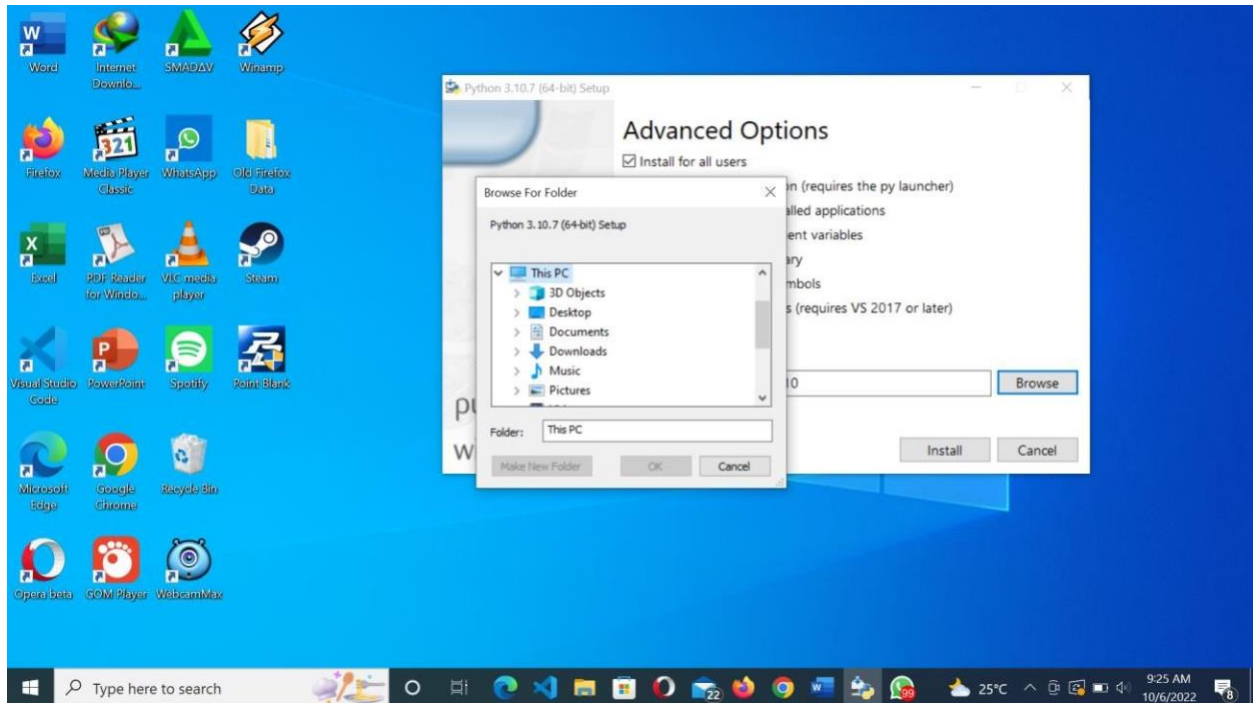 W
Word
Internet
Downlo...
SMADΔV
Winamp
Firefox
321
Media Player
Classic
WhatsApp
Old Firefox
Data
X
Excel
PDF Reader
for Windo...
VLC media
player
Steam
Visual Studio
Code
P
PowerPoint
Spotify
Point Blank
Microsoft
Edge
Google
Chrome
Recycle Bin
Opera beta
GOM Player
WebcamMax
Python 3.10.7 (64-bit) Setup
Advanced Options
Install for all users
n (requires the py launcher)
alled applications
ent variables
ary
mbols
s (requires VS 2017 or later)
10
Browse
Install
Cancel
W
Browse For Folder
Python 3.10.7 (64-bit) Setup
This PC
3D Objects
Desktop
Documents
Downloads
Music
Pictures
Folder:
This PC
Make New Folder
OK
Cancel
Type here to search
22
99
25°C
9:25 AM
10/6/2022
8